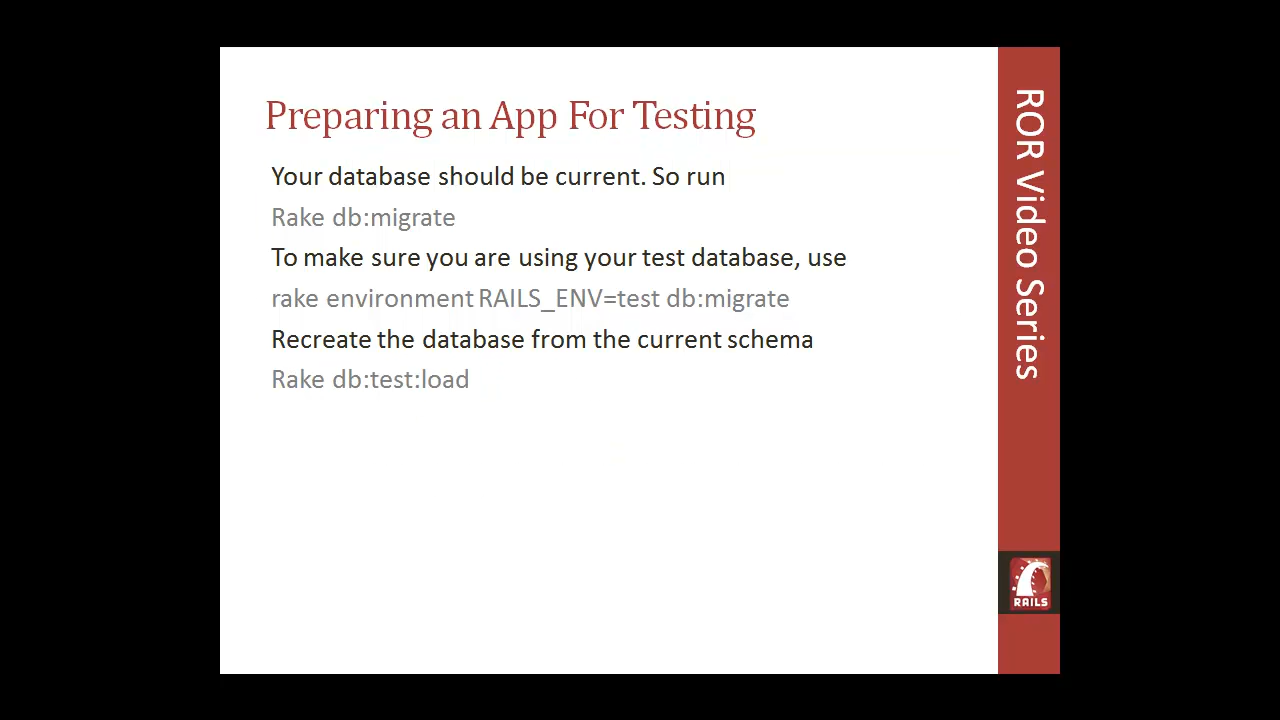 Preparing an App For Testing
Your database should be current. So run
Rake db:migrate
To make sure you are using your test database, use
rake environment RAILS_ENV=test db:migrate
Recreate the database from the current schema
Rake db:test:load
ROR Video Series
RAILS